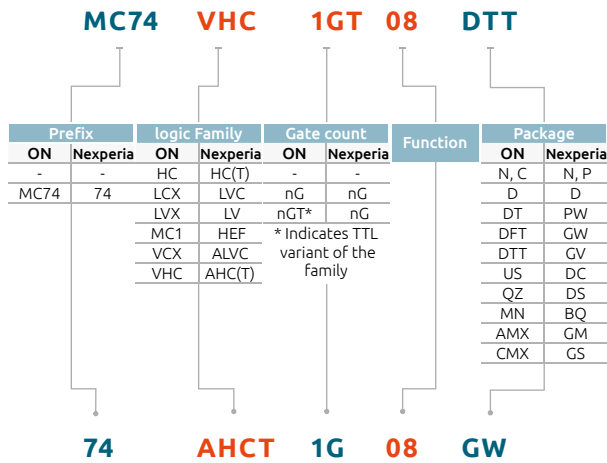 MC74 VHC 1GT 08 DTT
Prefix logic Family Gate count Function Package
ON Nexperia ON Nexperia ON Nexperia ON Nexperia
- - HC HC(T) - - N, C N, P
MC74 74 LCX LVC nG nG D D
LVX LV nGT* nG DT PW
* Indicates TTL variant of the family
MC1 HEF DFT GW
VCX ALVC DTT GV
VHC AHC(T) US DC
QZ DS
MN BQ
AMX GM
CMX GS
74 AHCT 1G 08 GW